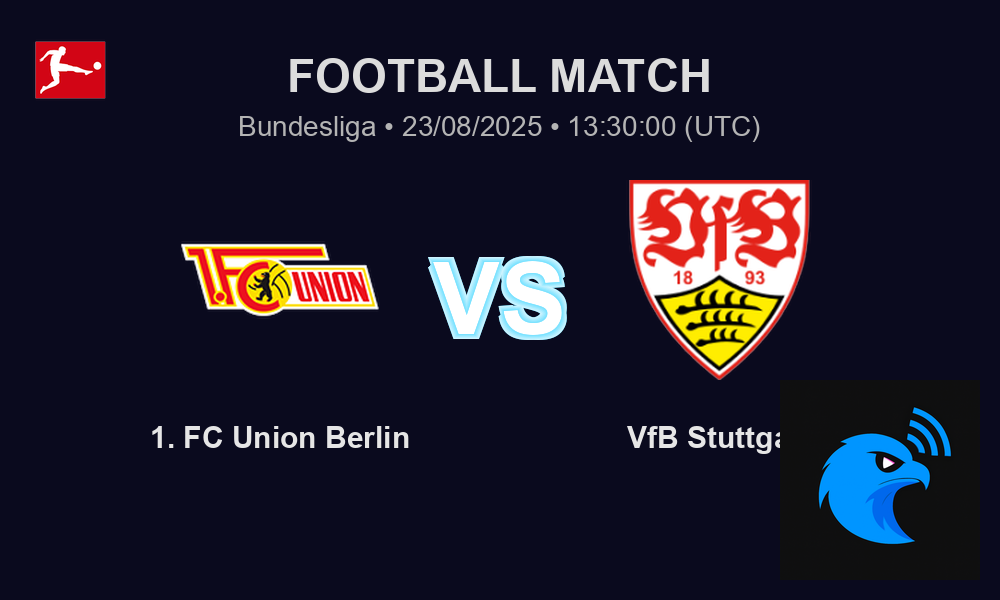 FOOTBALL MATCH
Bundesliga • 23/08/2025 • 13:30:00 (UTC)
1.FC UNION
VS
VfB
18 93
1. FC Union Berlin
VfB